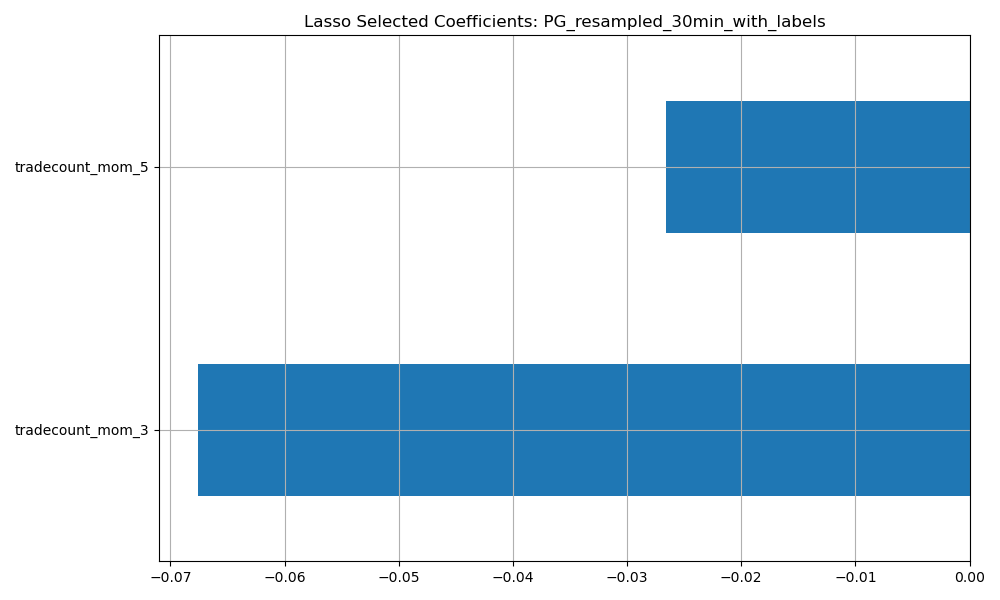 Lasso Selected Coefficients: PG_resampled_30min_with_labels
tradecount_mom_5
tradecount_mom_3
−0.07 −0.06 −0.05 −0.04 −0.03 −0.02 −0.01 0.00